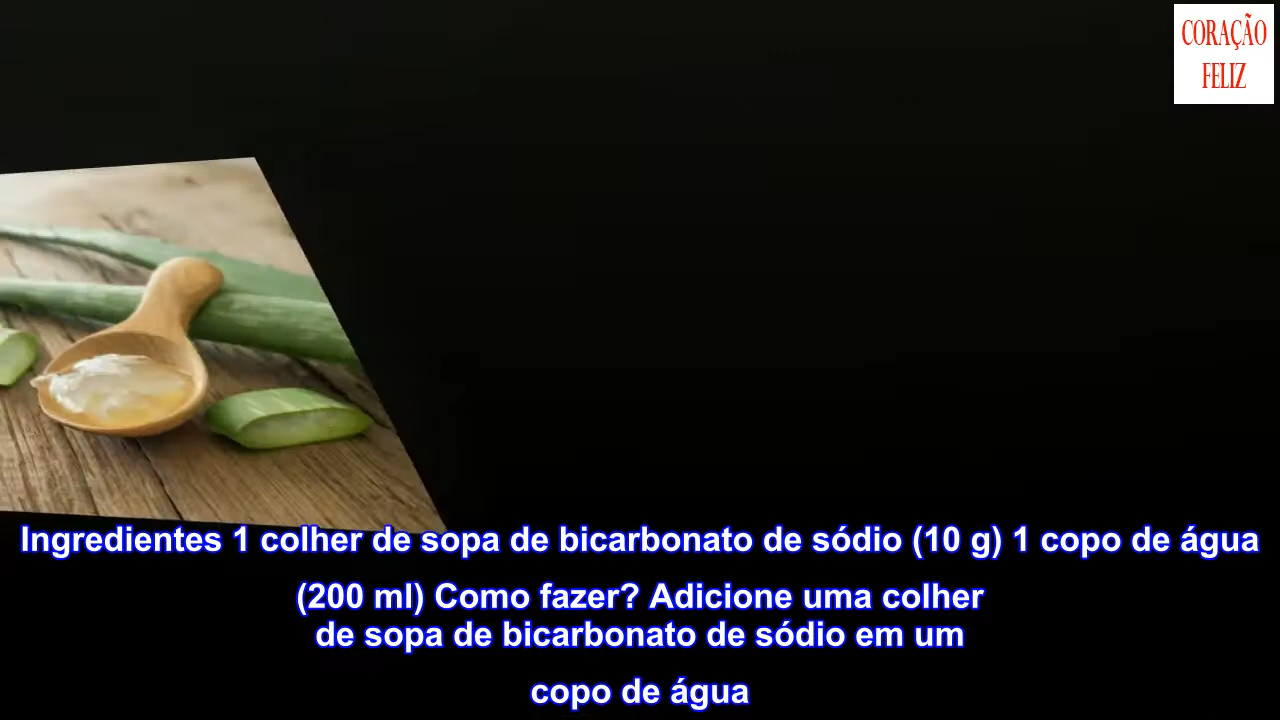 CORAÇÃO
FELIZ
Ingredientes 1 colher de sopa de bicarbonato de sódio (10 g) 1 copo de água
(200 ml) Como fazer? Adicione uma colher
de sopa de bicarbonato de sódio em um
copo de água